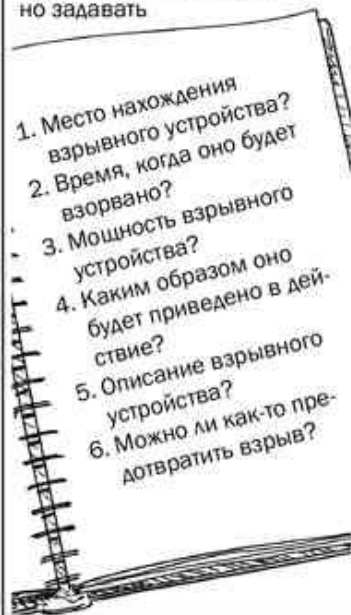 но задавать
1. Место нахождения
взрывного устройства?
2. Время, когда оно будет
взорвано?
3. Мощность взрывного
устройства?
4. Каким образом оно
будет приведено в дей-
ствие?
5. Описание взрывного
устройства?
6. Можно ли как-то пре-
дотвратить взрыв?